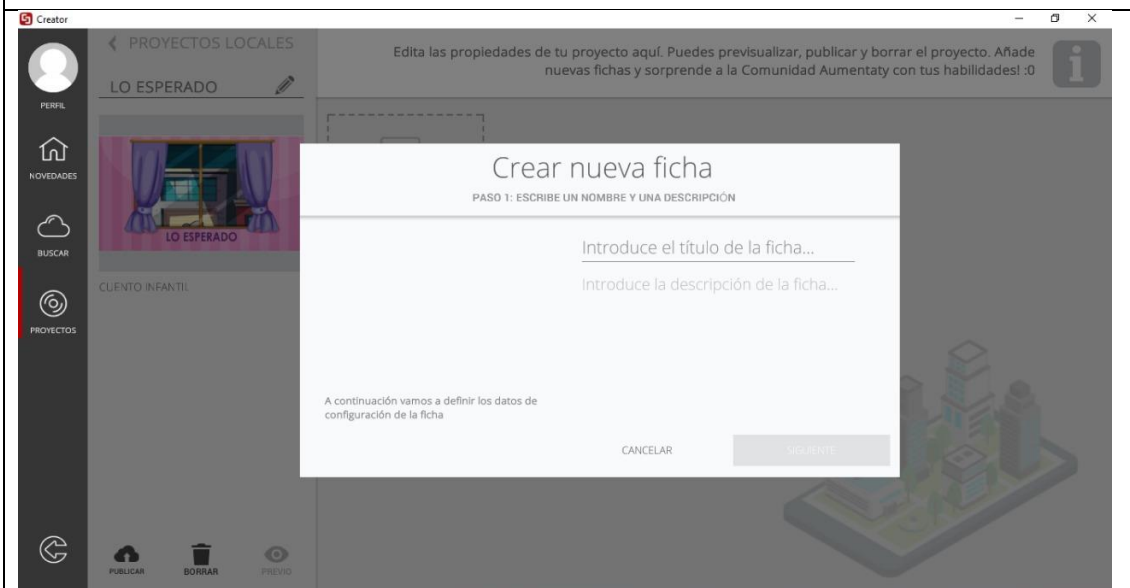 Creator
PROYECTOS LOCALES
LO ESPERADO
Edita las propiedades de tu proyecto aquí. Puedes previsualizar, publicar y borrar el proyecto. Añade
nuevas fichas y sorprende a la Comunidad Aumentaty con tus habilidades! :0
PERFIL
NOVEDADES
BUSCAR
PROYECTOS
LO ESPERADO
CUENTO INFANTIL
Crear nueva ficha
PASO 1: ESCRIBE UN NOMBRE Y UNA DESCRIPCIÓN
Introduce el título de la ficha...
Introduce la descripción de la ficha...
A continuación vamos a definir los datos de
configuración de la ficha
CANCELAR
SIGUIENTE
PUBLICAR
BORRAR
PREVIO